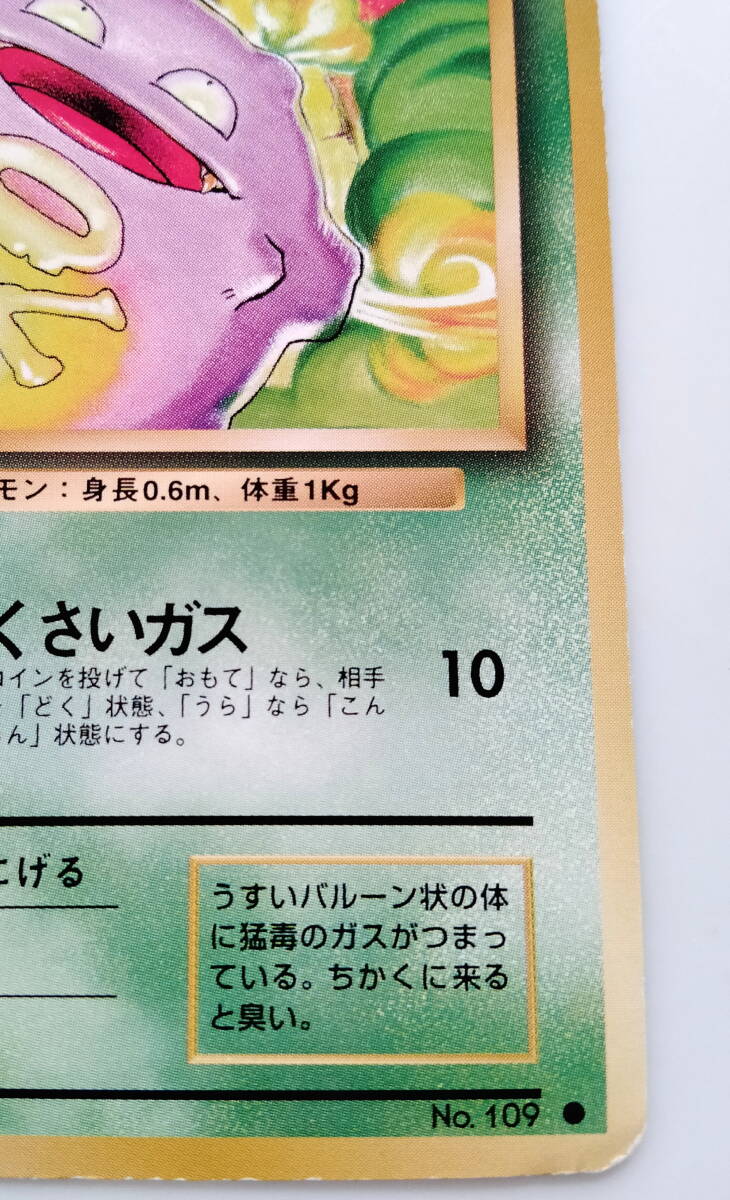 モン：身長0.6m、体重1Kg
くさいガス
10
コインを投げて「おもて」なら、相手
「どく」状態、「うら」なら「こん
ん」状態にする。
にげる
うすいバルーン状の体
に猛毒のガスがつまっ
ている。ちかくに来る
と臭い。
No. 109 ●